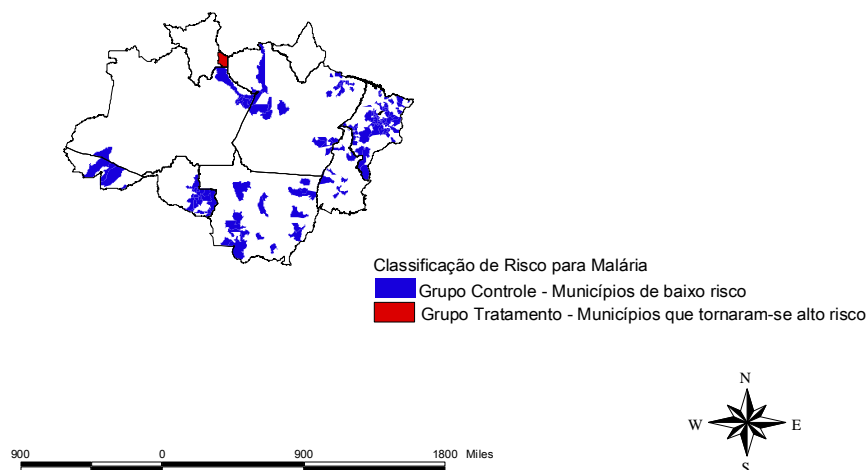 Classificação de Risco para Malária
Grupo Controle - Municípios de baixo risco
Grupo Tratamento - Municípios que tornaram-se alto risco
N
W E
S
900 0 900 1800 Miles